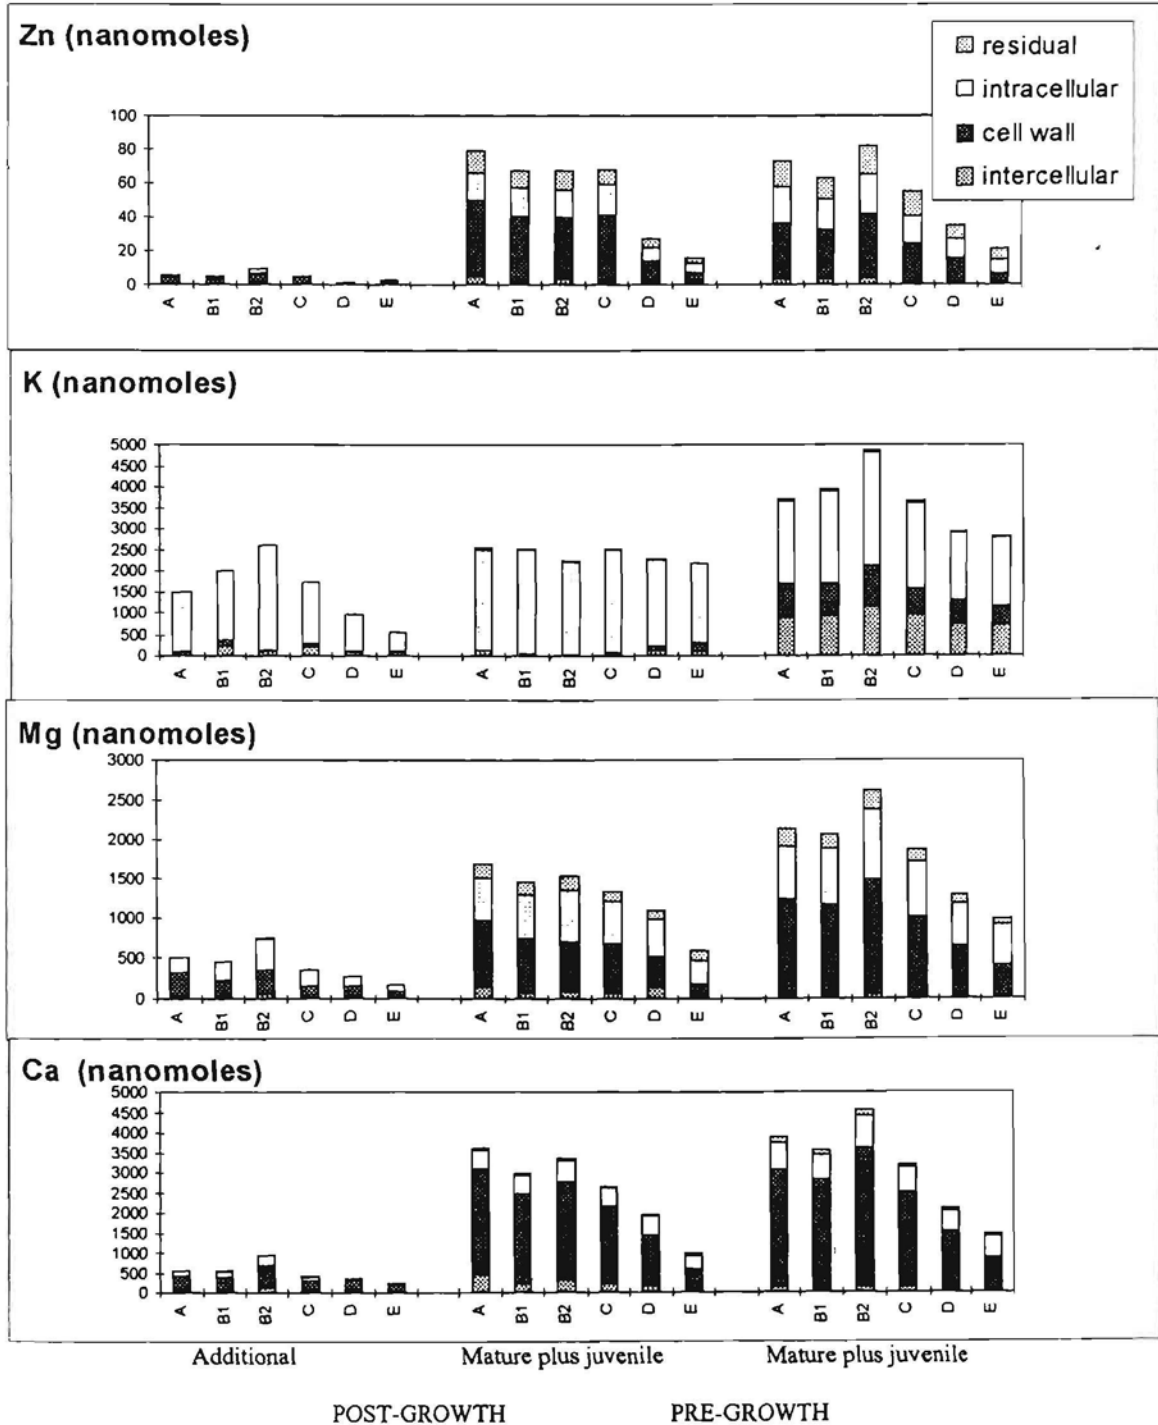 Zn (nanomoles)
residual
intracellular
cell wall
intercellular
100
80
60
40
20
0
A B1 B2 C D E A B1 B2 C D E A B1 B2 C D E
K (nanomoles)
5000
4500
4000
3500
3000
2500
2000
1500
1000
500
0
A B1 B2 C D E A B1 B2 C D E A B1 B2 C D E
Mg (nanomoles)
3000
2500
2000
1500
1000
500
0
A B1 B2 C D E A B1 B2 C D E A B1 B2 C D E
Ca (nanomoles)
5000
4500
4000
3500
3000
2500
2000
1500
1000
500
0
A B1 B2 C D E A B1 B2 C D E A B1 B2 C D E
Additional Mature plus juvenile Mature plus juvenile
POST-GROWTH PRE-GROWTH